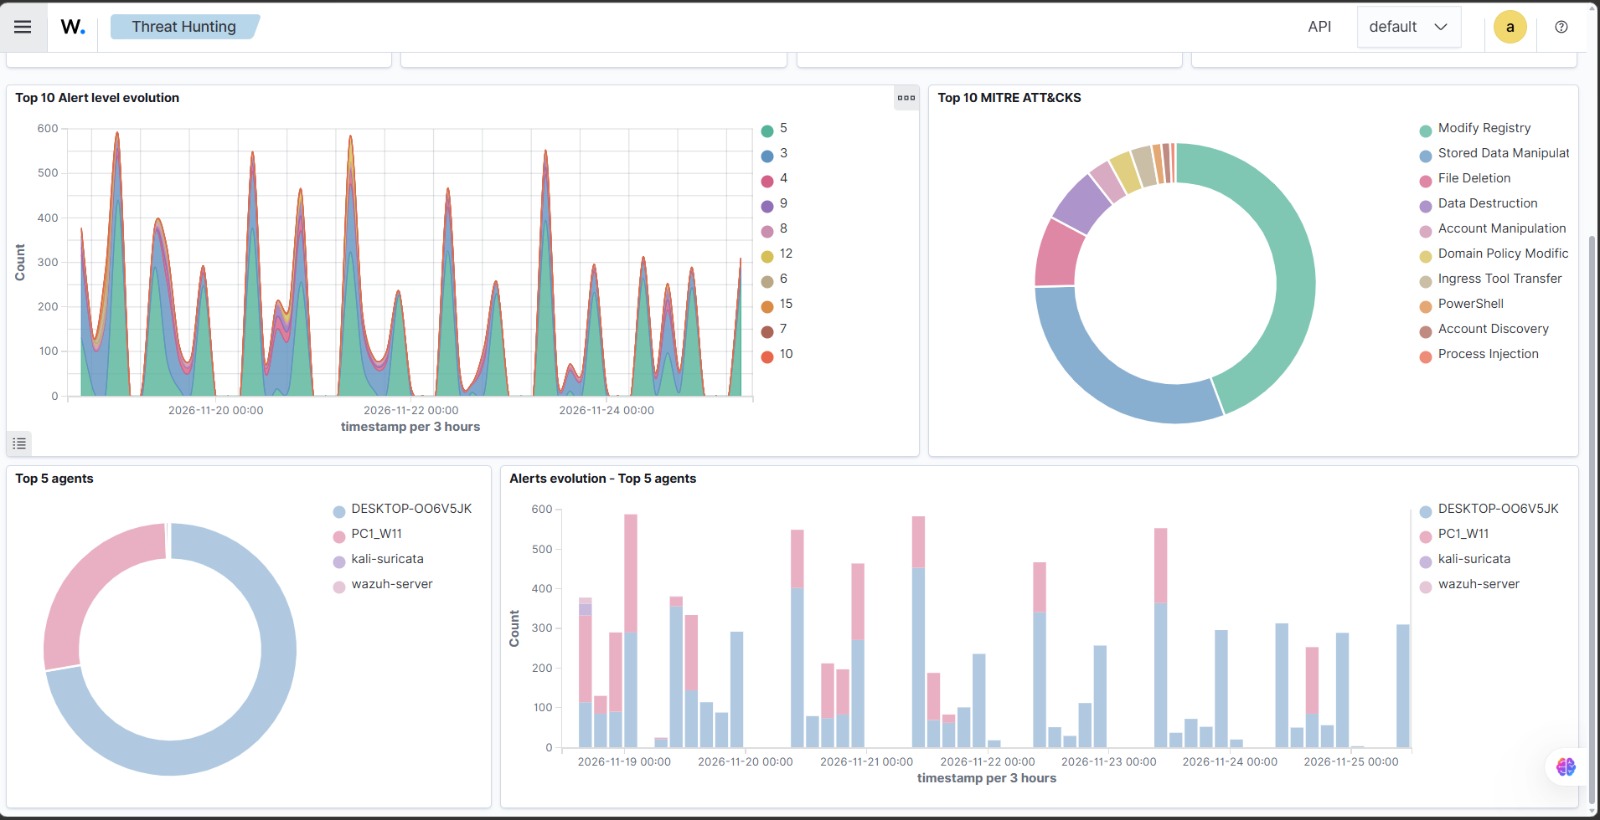 W.
Threat Hunting
API
default
a
Top 10 Alert level evolution
600
500
400
300
200
100
0
Count
2026-11-20 00:00
2026-11-22 00:00
2026-11-24 00:00
timestamp per 3 hours
5
3
4
9
8
12
6
15
7
10
Top 10 MITRE ATT&CKS
Modify Registry
Stored Data Manipulat
File Deletion
Data Destruction
Account Manipulation
Domain Policy Modific
Ingress Tool Transfer
PowerShell
Account Discovery
Process Injection
Top 5 agents
DESKTOP-OO6V5JK
PC1_W11
kali-suricata
wazuh-server
Alerts evolution - Top 5 agents
600
500
400
300
200
100
0
Count
2026-11-19 00:00
2026-11-20 00:00
2026-11-21 00:00
2026-11-22 00:00
2026-11-23 00:00
2026-11-24 00:00
2026-11-25 00:00
timestamp per 3 hours
DESKTOP-OO6V5JK
PC1_W11
kali-suricata
wazuh-server